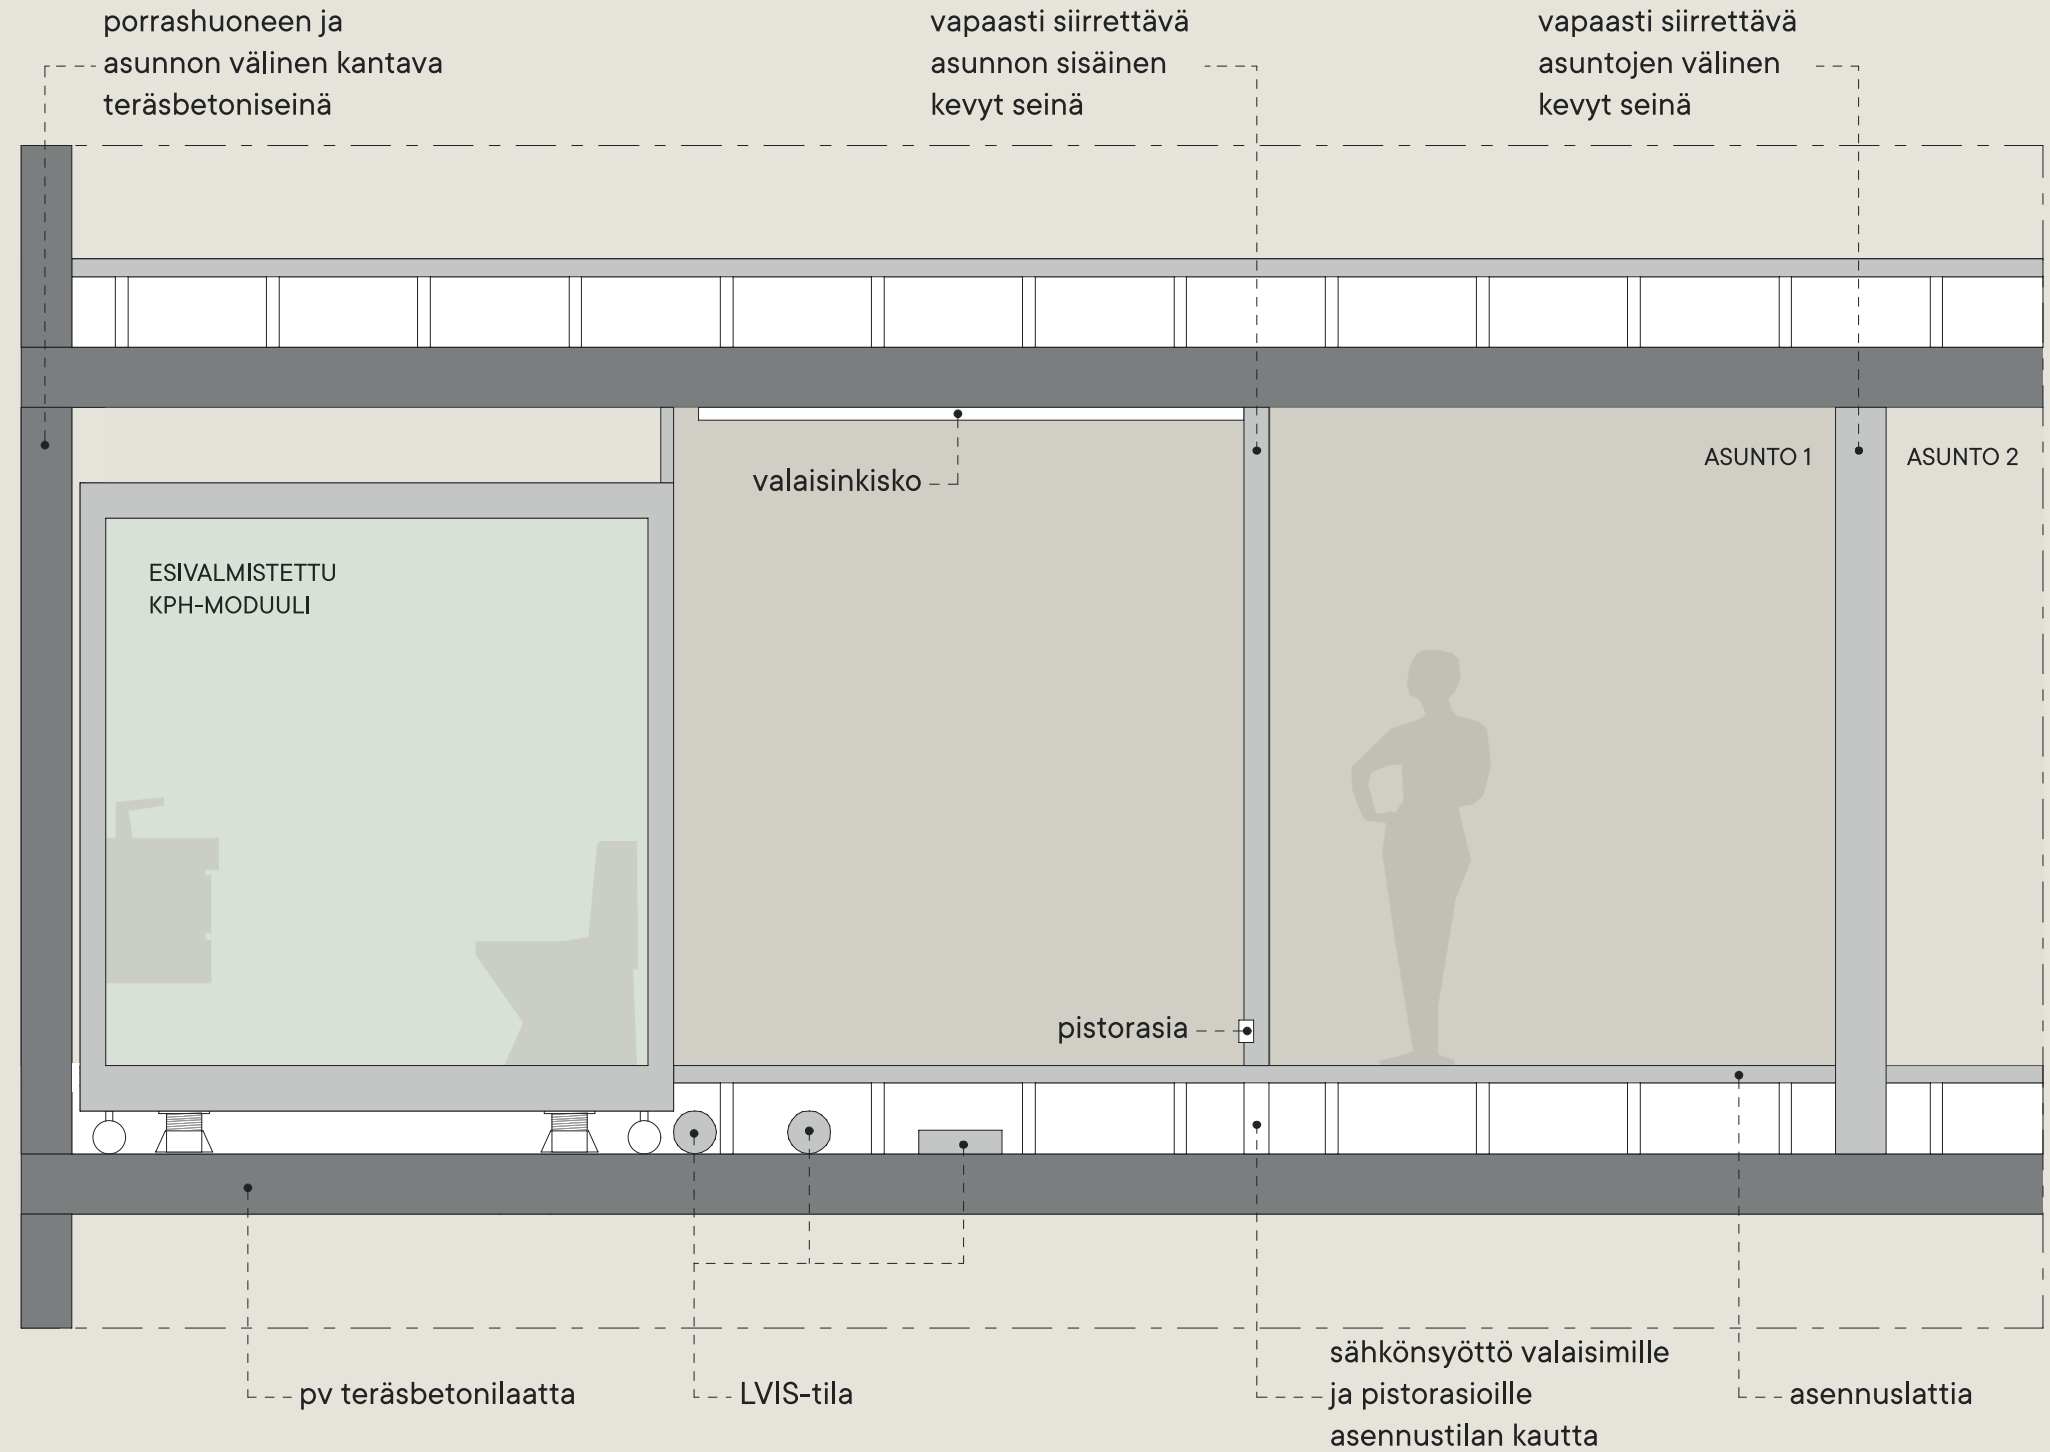 porrashuoneen ja
asunnon välinen kantava
teräsbetoniseinä
vapaasti siirrettävä
asunnon sisäinen
kevyt seinä
vapaasti siirrettävä
asuntojen välinen
kevyt seinä
valaisinkisko
ASUNTO 1
ASUNTO 2
ESIVALMISTETTU
KPH-MODUULI
pistorasia
pv teräsbetonilaatta
LVIS-tila
sähkönsyöttö valaisimille
ja pistorasioille
asennustilan kautta
asennuslattia